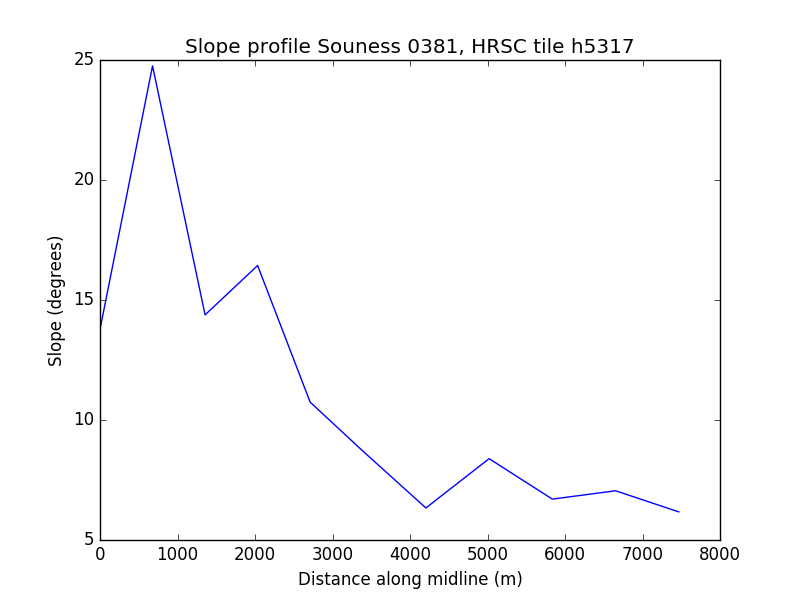 Slope profile Souness 0381, HRSC tile h5317
25
20
15
10
5
Slope (degrees)
0 1000 2000 3000 4000 5000 6000 7000 8000
Distance along midline (m)